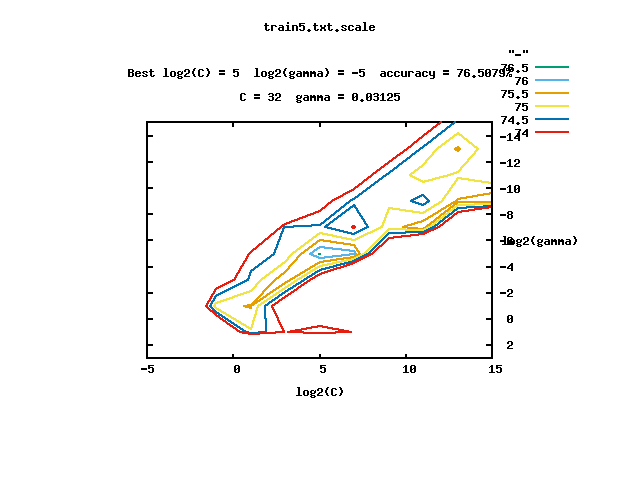 train5.txt.scale
"-"
Best log2(C) = 5  log2(gamma) = -5  accuracy = 76.5079%
76.5
76
C = 32  gamma = 0.03125
75.5
75
74.5
74
-14
-12
-10
-8
-6
log2(gamma)
-4
-2
0
2
-5 0 5 10 15
log2(C)